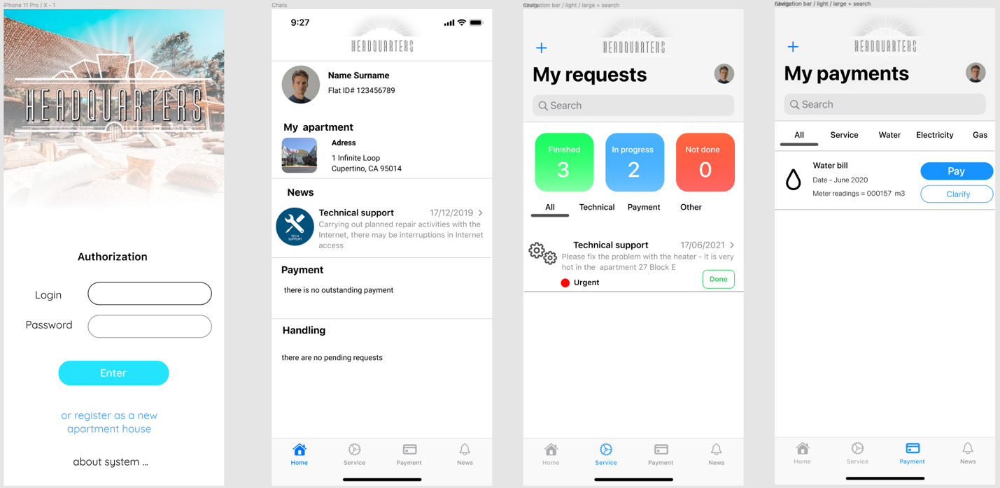 iPhone 11 Pro / X - 1
HEADQUARTERS
Authorization
Login
Password
Enter
or register as a new
apartment house
about system ...
Chats
9:27
HEADQUARTERS
Name Surname
Flat ID# 123456789
My apartment
Adress
1 Infinite Loop
Cupertino, CA 95014
News
Technical support 17/12/2019
Carrying out planned repair activities with the
Internet, there may be interruptions in Internet
access
TECH
SUPPORT
Payment
there is no outstanding payment
Handling
there are no pending requests
Home Service Payment News
navigation bar / light / large + search
HEADQUARTERS
My requests
Search
Finished In progress Not done
3 2 0
All Technical Payment Other
Technical support 17/06/2021
Please fix the problem with the heater - it is very
hot in the apartment 27 Block E
Urgent Done
Home Service Payment News
navigation bar / light / large + search
HEADQUARTERS
My payments
Search
All Service Water Electricity Gas
Water bill
Date - June 2020
Meter readings = 000157 m3
Pay
Clarify
Home Service Payment News